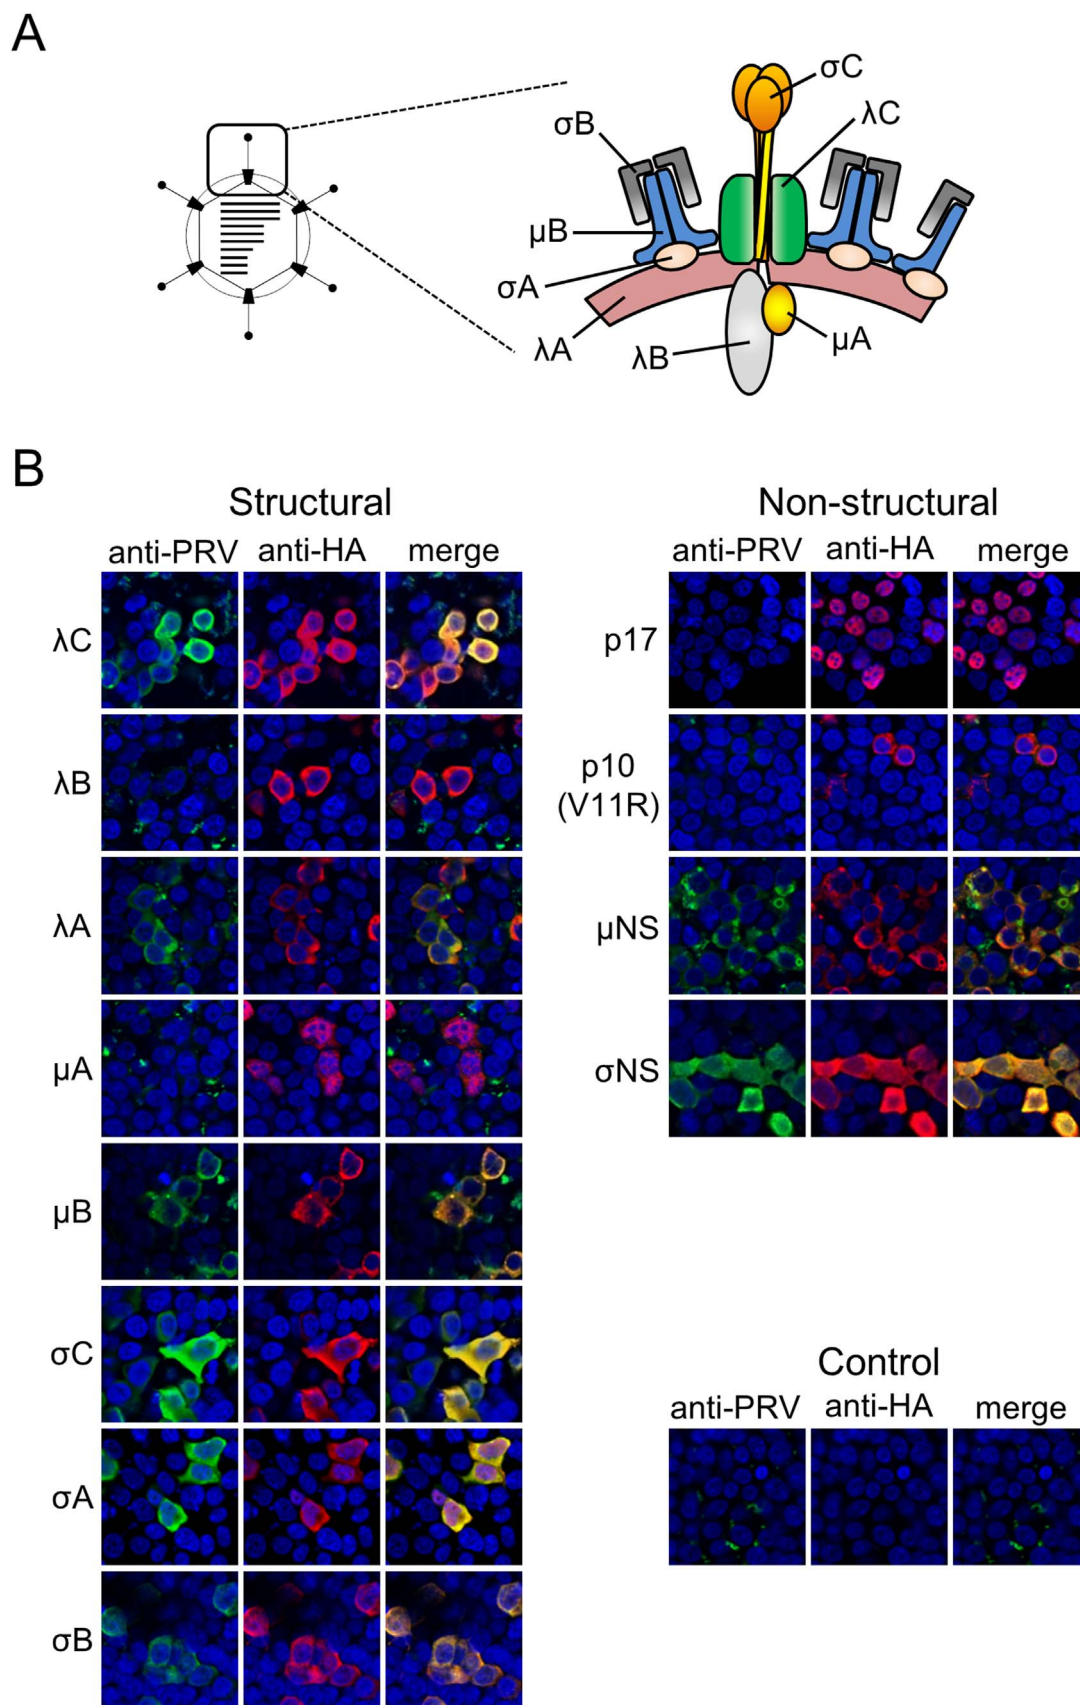 A
σC
σB
λC
μB
σA
λA
λB
μA
B
Structural
anti-PRV anti-HA merge
λC
λB
λA
μA
μB
σC
σA
σB
Non-structural
anti-PRV anti-HA merge
p17
p10
(V11R)
μNS
σNS
Control
anti-PRV anti-HA merge